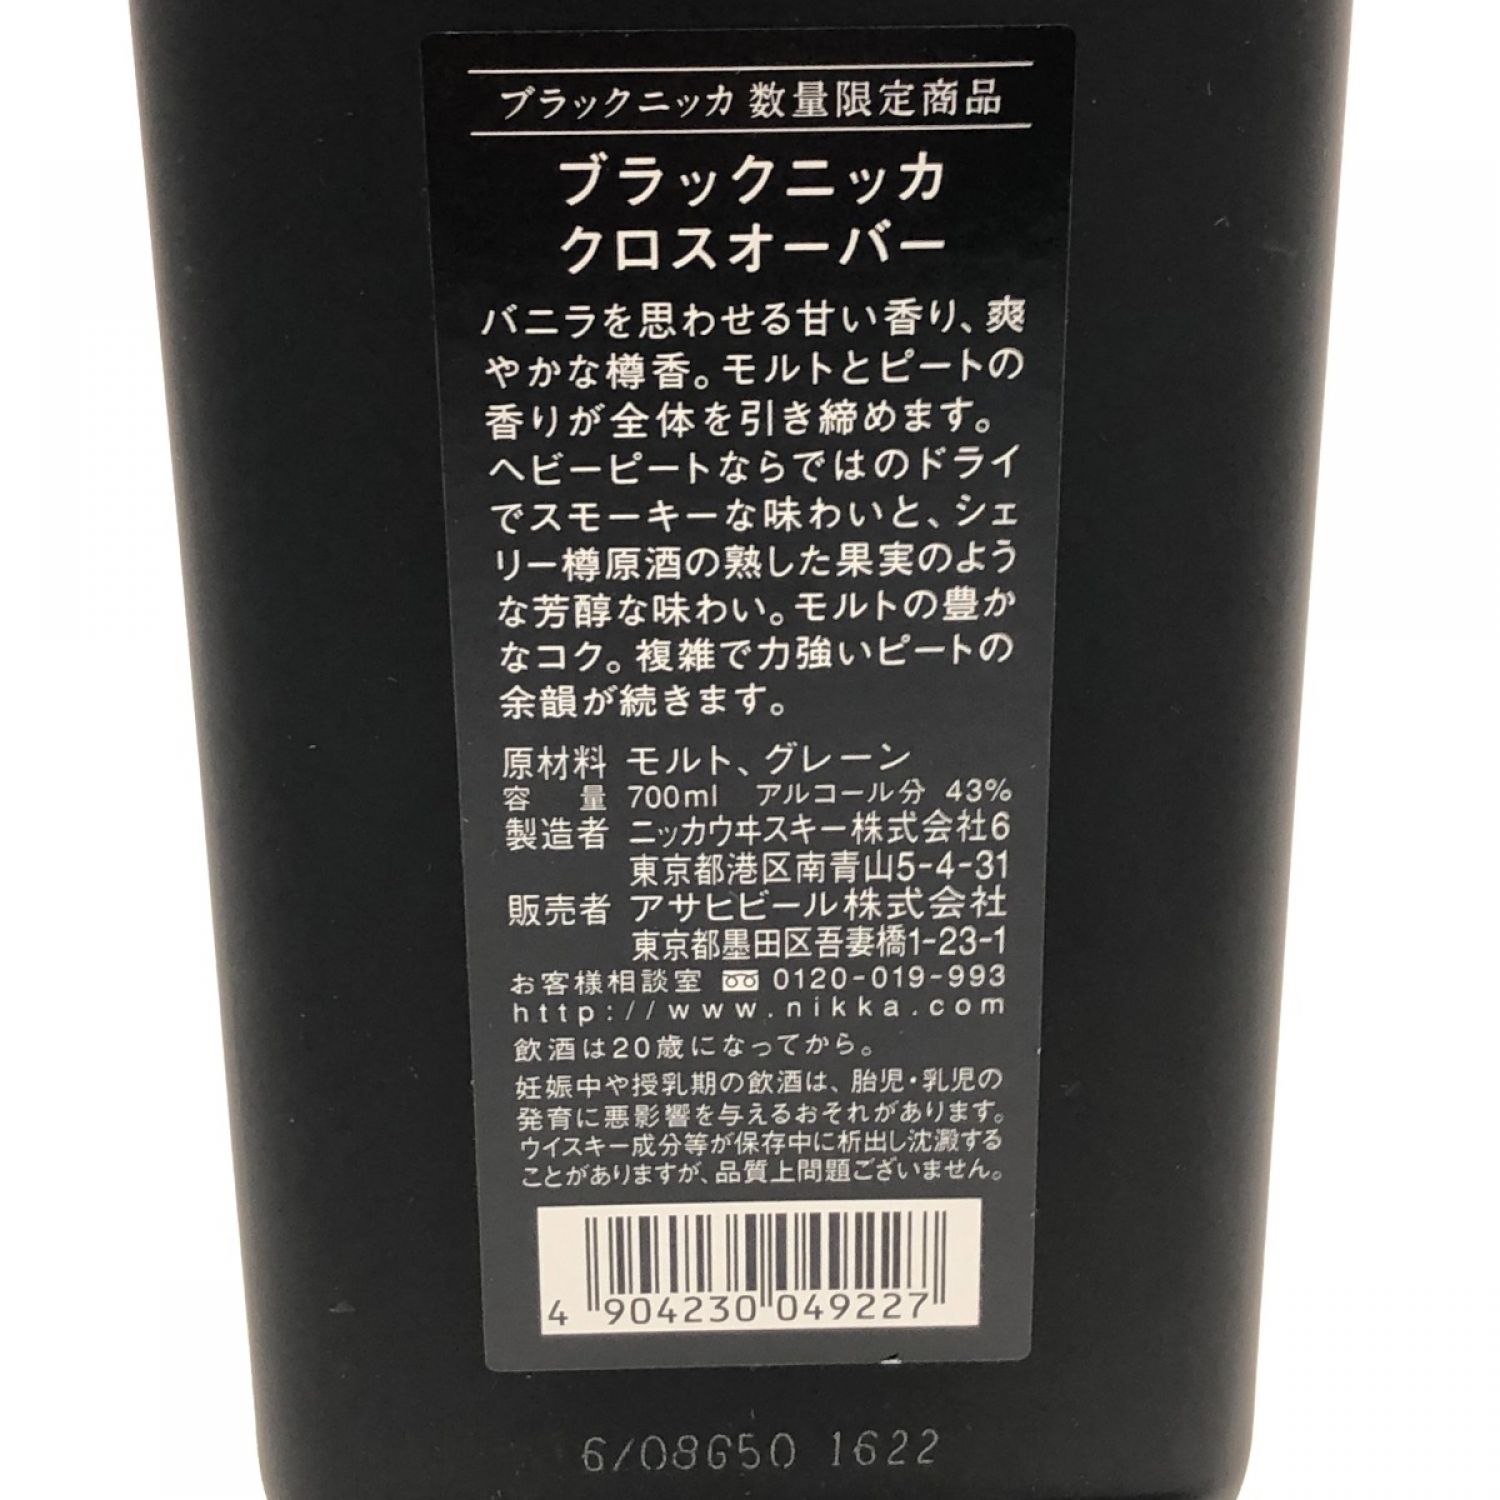 ブラックニッカ 数量限定商品
ブラックニッカ
クロスオーバー
バニラを思わせる甘い香り、爽
やかな樽香。モルトとピートの
香りが全体を引き締めます。
ヘビーピートならではのドライ
でスモーキーな味わいと、シェ
リー樽原酒の熟した果実のよう
な芳醇な味わい。モルトの豊か
なコク。複雑で力強いピートの
余韻が続きます。
原材料 モルト、グレーン
容 量 700ml アルコール分 43%
製造者 ニッカウヰスキー株式会社6
東京都港区南青山5-4-31
販売者 アサヒビール株式会社
東京都墨田区吾妻橋1-23-1
お客様相談室 0120-019-993
http://www.nikka.com
飲酒は20歳になってから。
妊娠中や授乳期の飲酒は、胎児・乳児の
発育に悪影響を与えるおそれがあります。
ウイスキー成分等が保存中に析出し沈澱する
ことがありますが、品質上問題ございません。
4 904230 049227
6/08G50 1622